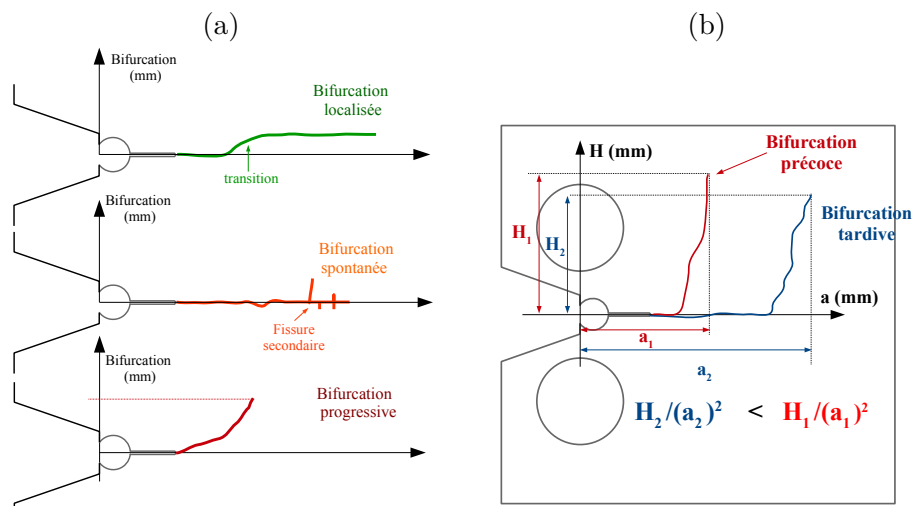 (a)
Bifurcation
(mm)
Bifurcation
localisée
transition
Bifurcation
(mm)
Bifurcation
spontanée
Fissure
secondaire
Bifurcation
(mm)
Bifurcation
progressive
(b)
H (mm)
Bifurcation
précoce
H₁
H₂
Bifurcation
tardive
a (mm)
a₁
a₂
H₂/(a₂)² < H₁/(a₁)²